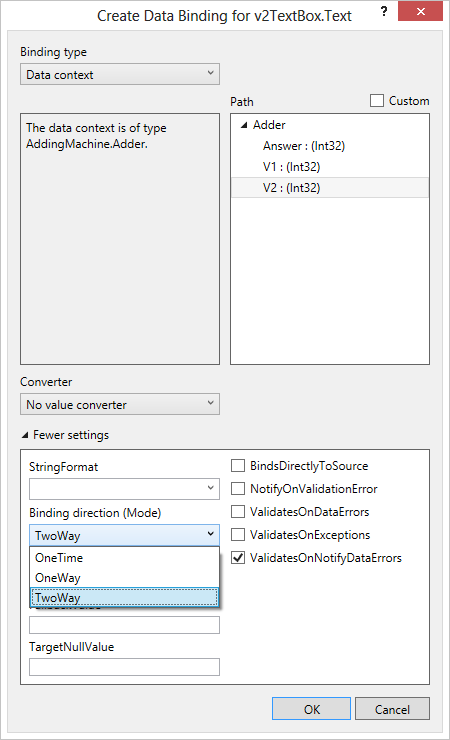 Create Data Binding for v2TextBox.Text
?
Binding type
Data context
Path
Custom
The data context is of type
AddingMachine.Adder.
Adder
Answer : (Int32)
V1 : (Int32)
V2 : (Int32)
Converter
No value converter
Fewer settings
StringFormat
BindsDirectlyToSource
NotifyOnValidationError
Binding direction (Mode)
ValidatesOnDataErrors
TwoWay
ValidatesOnExceptions
OneTime
ValidatesOnNotifyDataErrors
OneWay
TwoWay
TargetNullValue
OK
Cancel